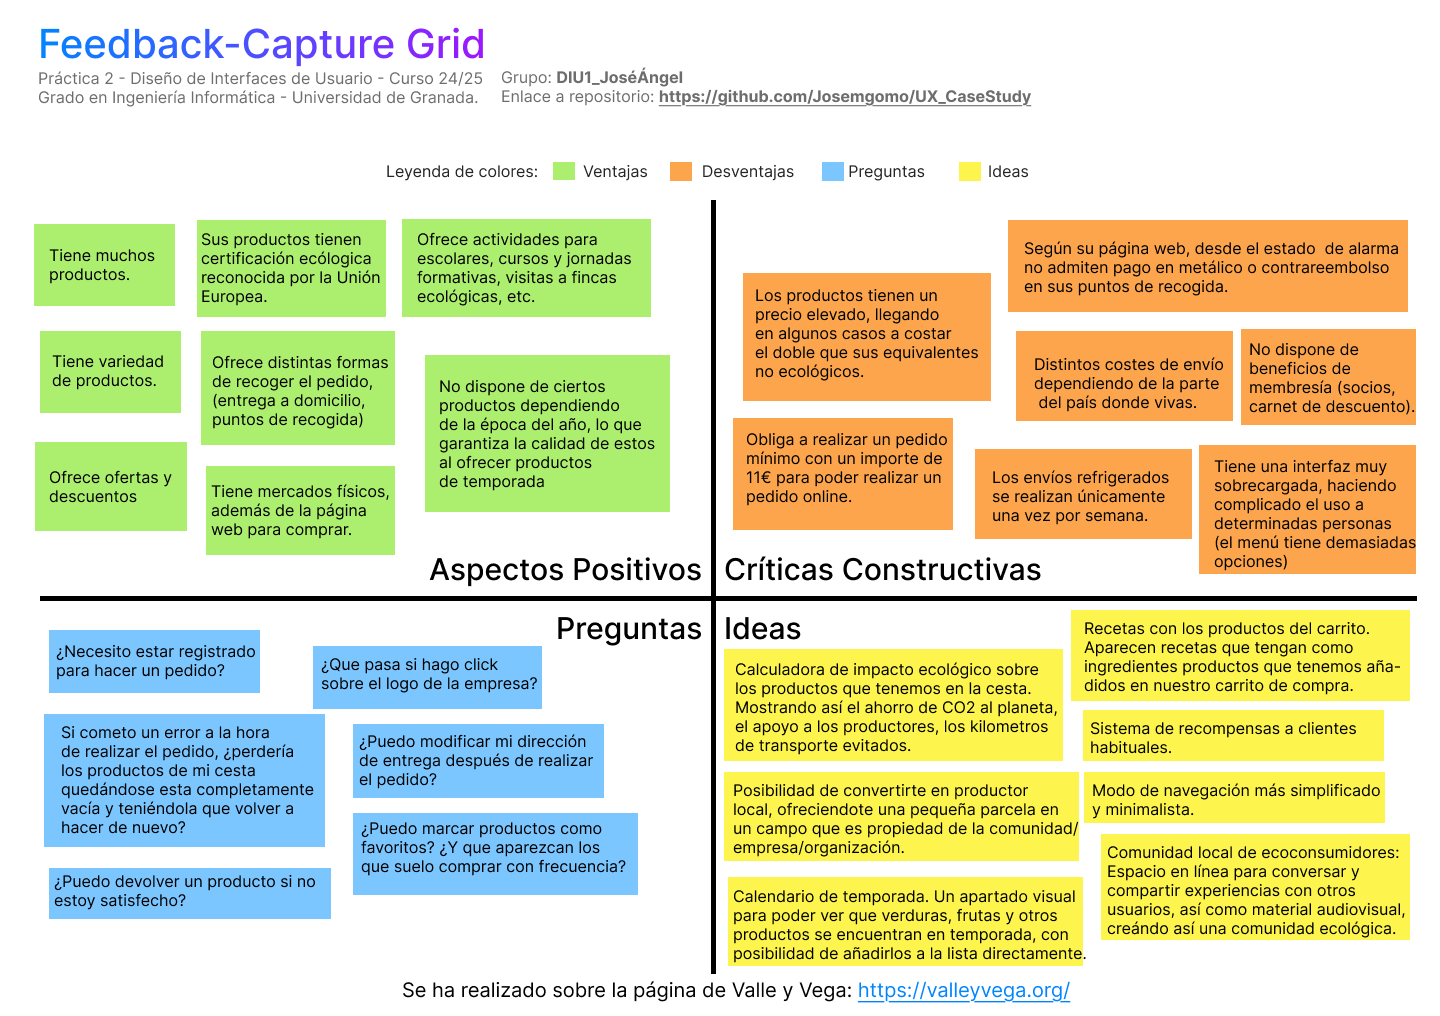 Feedback-Capture Grid
Práctica 2 - Diseño de Interfaces de Usuario - Curso 24/25
Grado en Ingeniería Informática - Universidad de Granada.
Grupo: DIU1_JoséÁngel
Enlace a repositorio: https://github.com/Josemgomo/UX_CaseStudy
Leyenda de colores:
Ventajas
Desventajas
Preguntas
Ideas
Tiene muchos
productos.
Sus productos tienen
certificación ecólogica
reconocida por la Unión
Europea.
Ofrece actividades para
escolares, cursos y jornadas
formativas, visitas a fincas
ecológicas, etc.
Tiene variedad
de productos.
Ofrece distintas formas
de recoger el pedido,
(entrega a domicilio,
puntos de recogida)
No dispone de ciertos
productos dependiendo
de la época del año, lo que
garantiza la calidad de estos
al ofrecer productos
de temporada
Ofrece ofertas y
descuentos
Tiene mercados físicos,
además de la página
web para comprar.
Aspectos Positivos
Según su página web, desde el estado  de alarma
no admiten pago en metálico o contrareembolso
en sus puntos de recogida.
Los productos tienen un
precio elevado, llegando
en algunos casos a costar
el doble que sus equivalentes
no ecológicos.
Distintos costes de envío
dependiendo de la parte
del país donde vivas.
No dispone de
beneficios de
membresía (socios,
carnet de descuento).
Obliga a realizar un pedido
mínimo con un importe de
11€ para poder realizar un
pedido online.
Los envíos refrigerados
se realizan únicamente
una vez por semana.
Tiene una interfaz muy
sobrecargada, haciendo
complicado el uso a
determinadas personas
(el menú tiene demasiadas
opciones)
Críticas Constructivas
Preguntas
¿Necesito estar registrado
para hacer un pedido?
¿Que pasa si hago click
sobre el logo de la empresa?
Si cometo un error a la hora
de realizar el pedido, ¿perdería
los productos de mi cesta
quedándose esta completamente
vacía y teniéndola que volver a
hacer de nuevo?
¿Puedo modificar mi dirección
de entrega después de realizar
el pedido?
¿Puedo marcar productos como
favoritos? ¿Y que aparezcan los
que suelo comprar con frecuencia?
¿Puedo devolver un producto si no
estoy satisfecho?
Ideas
Recetas con los productos del carrito.
Aparecen recetas que tengan como
ingredientes productos que tenemos aña-
didos en nuestro carrito de compra.
Calculadora de impacto ecológico sobre
los productos que tenemos en la cesta.
Mostrando así el ahorro de CO2 al planeta,
el apoyo a los productores, los kilometros
de transporte evitados.
Sistema de recompensas a clientes
habituales.
Posibilidad de convertirte en productor
local, ofreciendote una pequeña parcela en
un campo que es propiedad de la comunidad/
empresa/organización.
Modo de navegación más simplificado
y minimalista.
Comunidad local de ecoconsumidores:
Espacio en línea para conversar y
compartir experiencias con otros
usuarios, así como material audiovisual,
creándo así una comunidad ecológica.
Calendario de temporada. Un apartado visual
para poder ver que verduras, frutas y otros
productos se encuentran en temporada, con
posibilidad de añadirlos a la lista directamente.
Se ha realizado sobre la página de Valle y Vega: https://valleyvega.org/